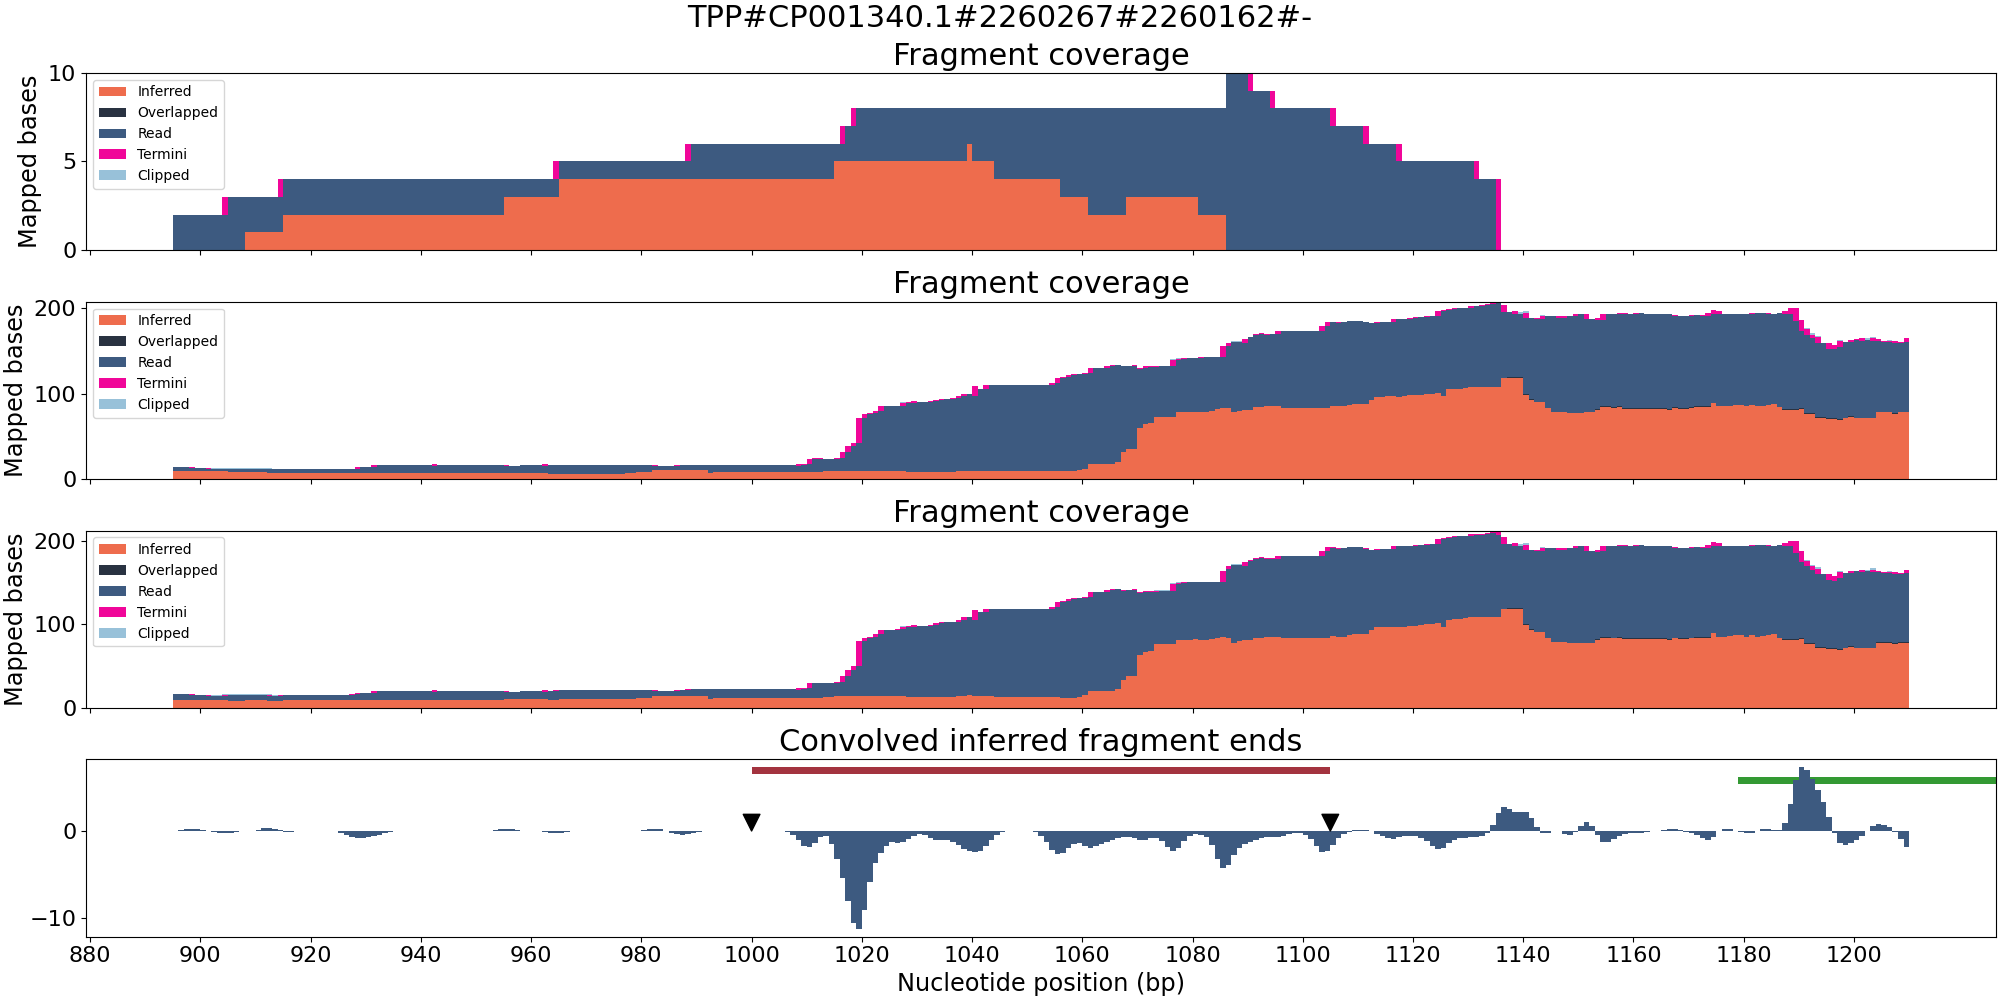 TPP#CP001340.1#2260267#2260162#-
Fragment coverage
Mapped bases
10
5
0
Inferred
Overlapped
Read
Termini
Clipped
Fragment coverage
Mapped bases
200
100
0
Inferred
Overlapped
Read
Termini
Clipped
Fragment coverage
Mapped bases
200
100
0
Inferred
Overlapped
Read
Termini
Clipped
Convolved inferred fragment ends
0
−10
880 900 920 940 960 980 1000 1020 1040 1060 1080 1100 1120 1140 1160 1180 1200
Nucleotide position (bp)